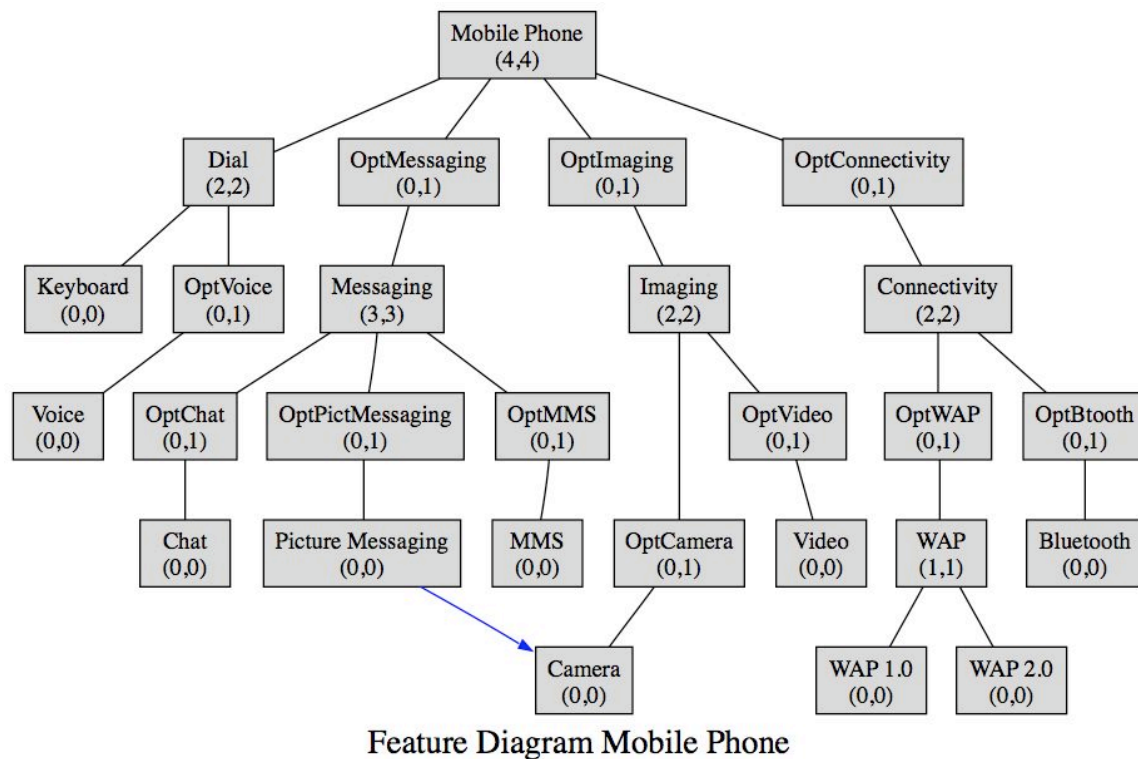 Mobile Phone
(4,4)
Dial
(2,2)
OptMessaging
(0,1)
OptImaging
(0,1)
OptConnectivity
(0,1)
Keyboard
(0,0)
OptVoice
(0,1)
Messaging
(3,3)
Imaging
(2,2)
Connectivity
(2,2)
Voice
(0,0)
OptChat
(0,1)
OptPictMessaging
(0,1)
OptMMS
(0,1)
OptVideo
(0,1)
OptWAP
(0,1)
OptBtooth
(0,1)
Chat
(0,0)
Picture Messaging
(0,0)
MMS
(0,0)
OptCamera
(0,1)
Video
(0,0)
WAP
(1,1)
Bluetooth
(0,0)
Camera
(0,0)
WAP 1.0
(0,0)
WAP 2.0
(0,0)
Feature Diagram Mobile Phone